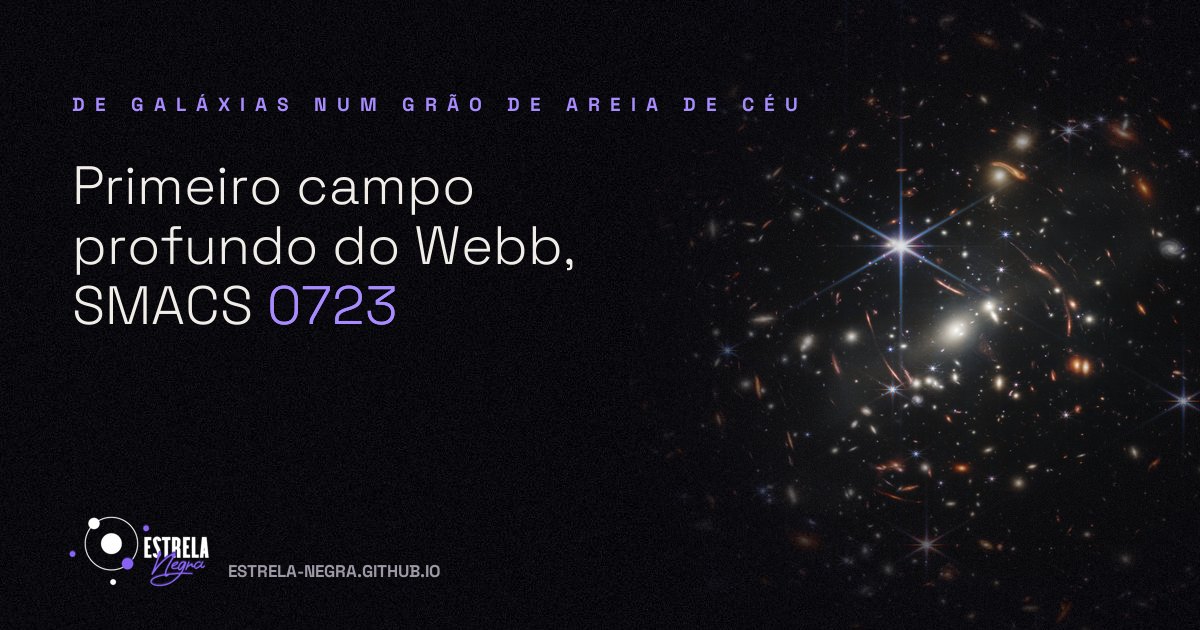 DE GALÁXIAS NUM GRÃO DE AREIA DE CÉU
Primeiro campo
profundo do Webb,
SMACS 0723
ESTRELA
Negra
ESTRELA-NEGRA.GITHUB.IO